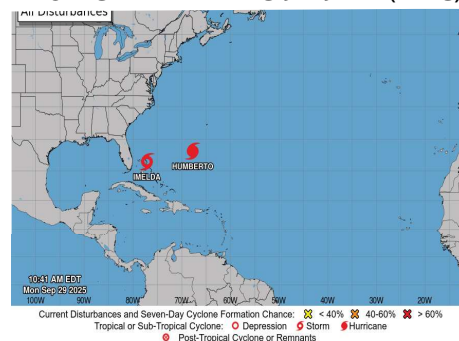 All Disturbances
HUMBERTO
IMELDA
10:41 AM EDT
Mon Sep 29 2025
100W 90W 80W 70W 60W 50W 40W 30W 20W
Current Disturbances and Seven-Day Cyclone Formation Chance: < 40% 40-60% > 60%
Tropical or Sub-Tropical Cyclone: Depression Storm Hurricane
Post-Tropical Cyclone or Remnants